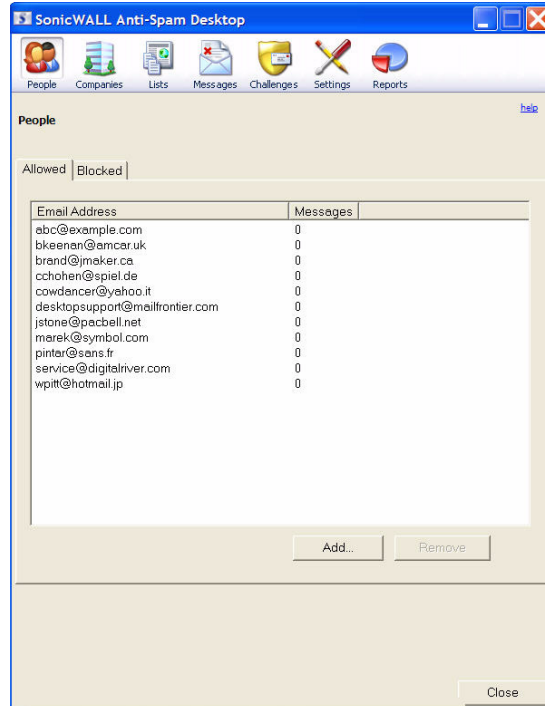 SonicWALL Anti-Spam Desktop
People Companies Lists Messages Challenges Settings Reports
help
People
Allowed Blocked
Email Address Messages
abc@example.com 0
bkeenan@amcar.uk 0
brand@jmaker.ca 0
cchohen@spiel.de 0
cowdancer@yahoo.it 0
desktopsupport@mailfrontier.com 0
jstone@pacbell.net 0
marek@symbol.com 0
pintar@sans.fr 0
service@digitalriver.com 0
wpitt@hotmail.jp 0
Add... Remove
Close